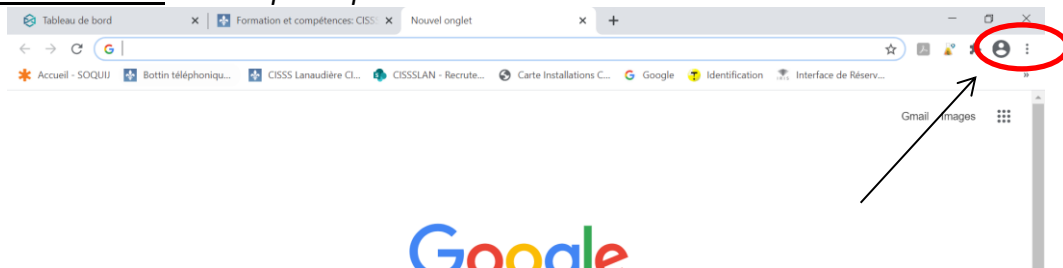 Tableau de bord
Formation et compétences: CISS
Nouvel onglet
G
Accueil - SOQUIJ
Bottin téléphoniqu...
CISSS Lanaudière Cl...
CISSSLAN - Recrute...
Carte Installations C...
G Google
Identification
Interface de Réserv...
»
Gmail
Images
Google